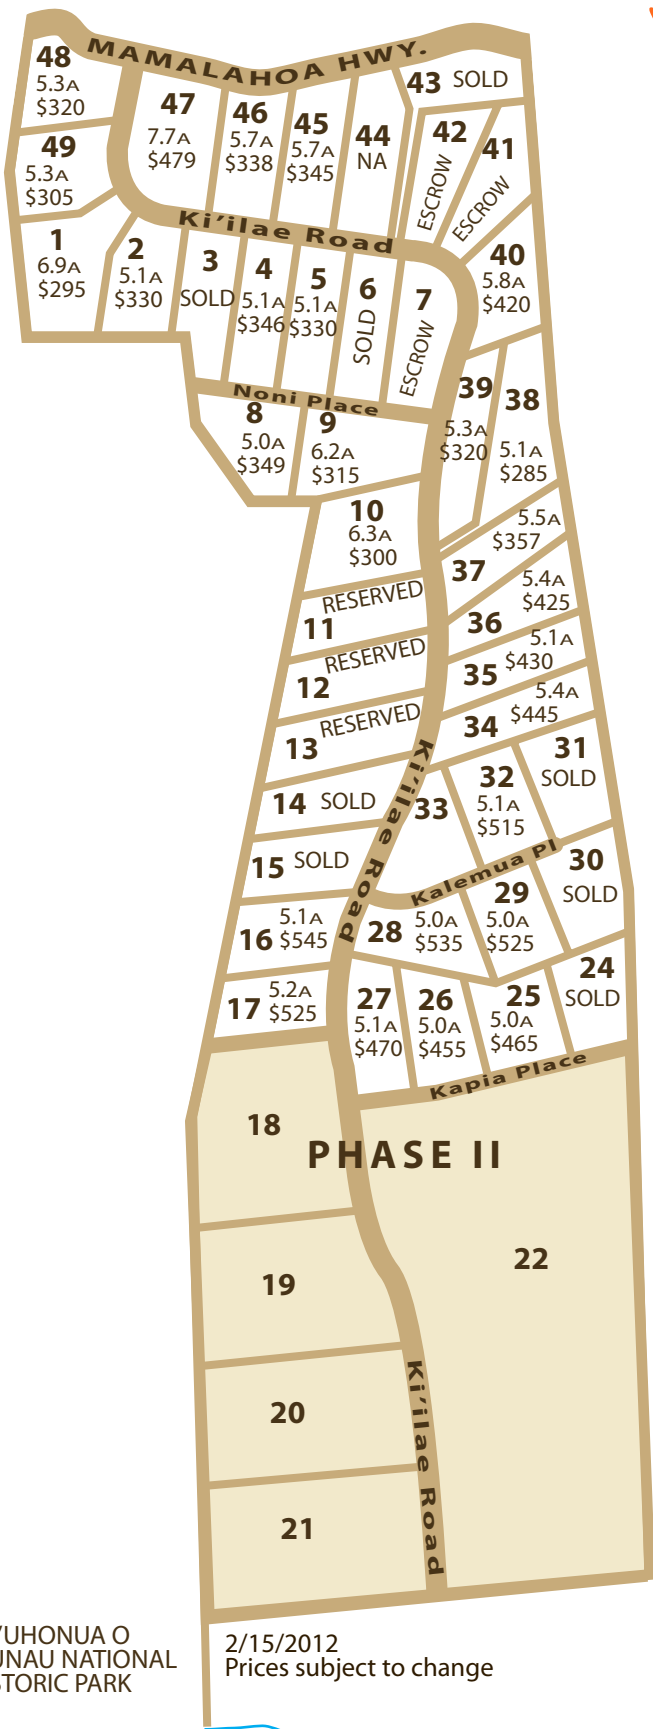 MAMALAHOA HWY.
48
5.3A
$320
49
5.3A
$305
47
7.7A
$479
46
5.7A
$338
45
5.7A
$345
44
NA
43 SOLD
42
ESCROW
41
ESCROW
40
5.8A
$420
Ki'ilae Road
1
6.9A
$295
2
5.1A
$330
3
SOLD
4
5.1A
$346
5
5.1A
$330
6
SOLD
7
ESCROW
Noni Place
8
5.0A
$349
9
6.2A
$315
39
5.3A
$320
38
5.1A
$285
10
6.3A
$300
37
5.5A
$357
RESERVED
11
36
5.4A
$425
RESERVED
12
35
5.1A
$430
RESERVED
13
34
5.4A
$445
Ki'ilae Road
14 SOLD
33
32
5.1A
$515
31
SOLD
15 SOLD
Kalemua Pl
30
SOLD
16
5.1A
$545
28
5.0A
$535
29
5.0A
$525
17
5.2A
$525
27
5.1A
$470
26
5.0A
$455
25
5.0A
$465
24
SOLD
Kapia Place
18
PHASE II
19
22
20
Ki'ilae Road
21
UHONUA O
UNAU NATIONAL
STORIC PARK
2/15/2012
Prices subject to change